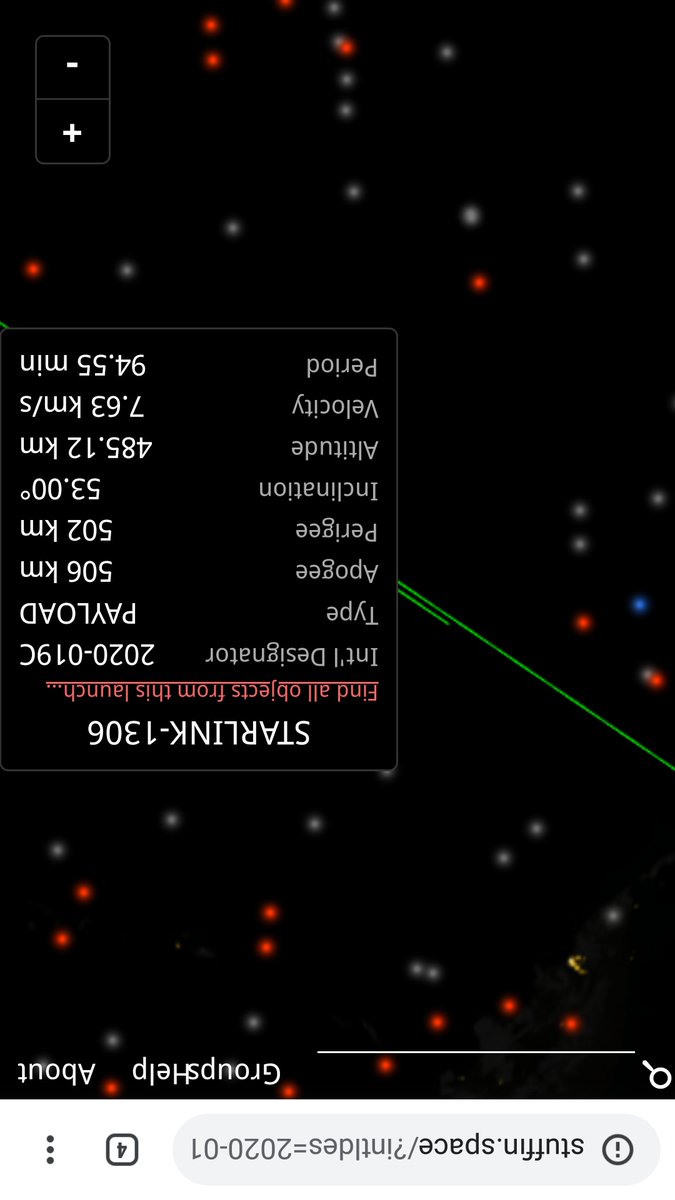 stuffin.space/?intldes=2020-01
4
Groups
Help
About
STARLINK-1306
Find all objects from this launch...
Int'l Designator 2020-019C
Type PAYLOAD
Apogee 506 km
Perigee 502 km
Inclination 53.00°
Altitude 485.12 km
Velocity 7.63 km/s
Period 94.55 min
+
-